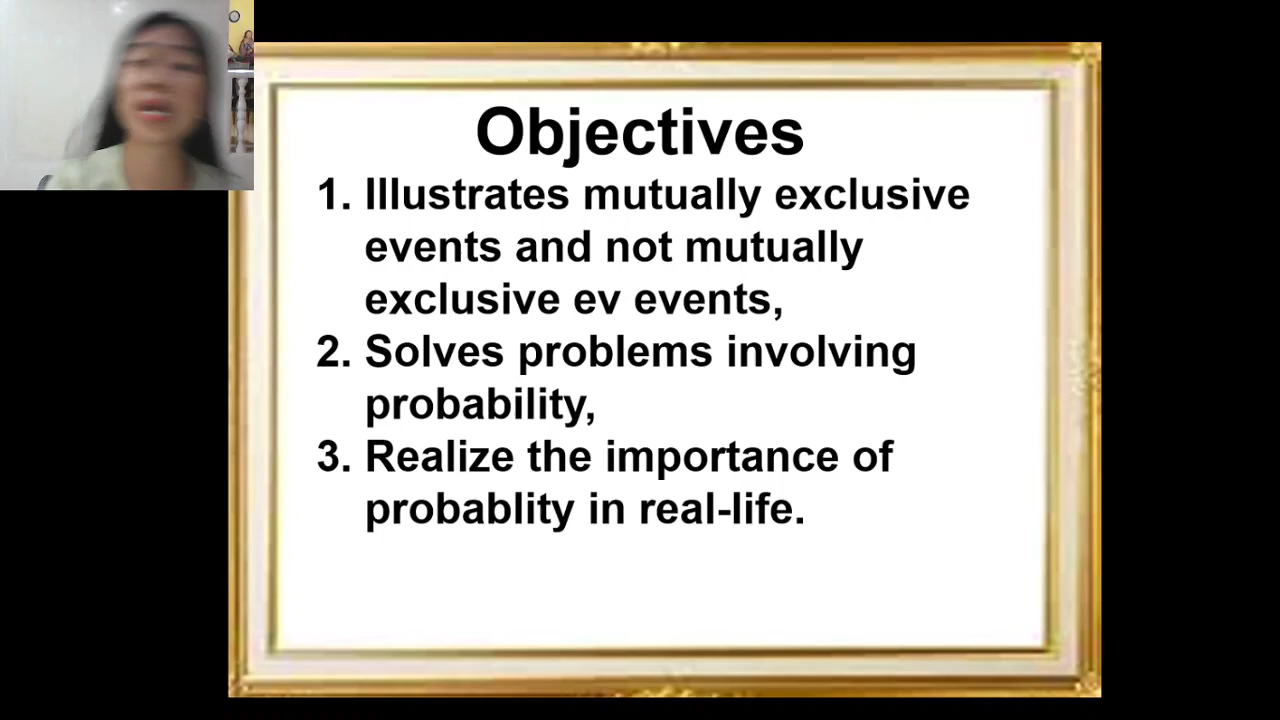 Objectives
1. Illustrates mutually exclusive
events and not mutually
exclusive ev events,
2. Solves problems involving
probability,
3. Realize the importance of
probablity in real-life.